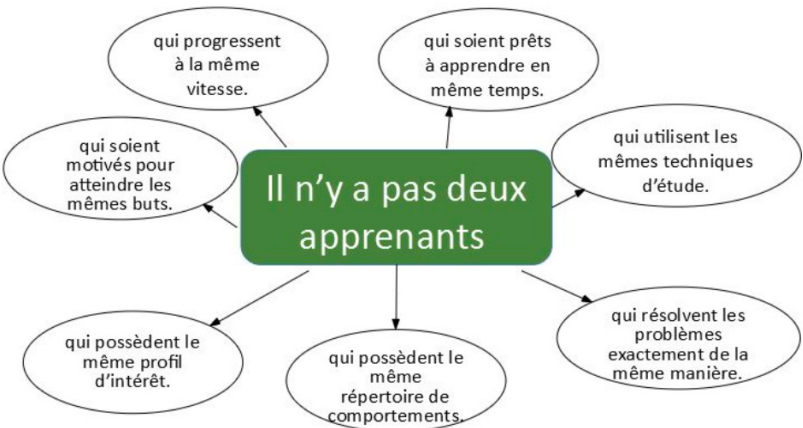 qui progressent
à la même
vitesse.
qui soient prêts
à apprendre en
même temps.
qui soient
motivés pour
atteindre les
mêmes buts.
Il n’y a pas deux
apprenants
qui utilisent les
mêmes techniques
d’étude.
qui possèdent le
même profil
d’intérêt.
qui possèdent le
même
répertoire de
comportements.
qui résolvent les
problèmes
exactement de la
même manière.